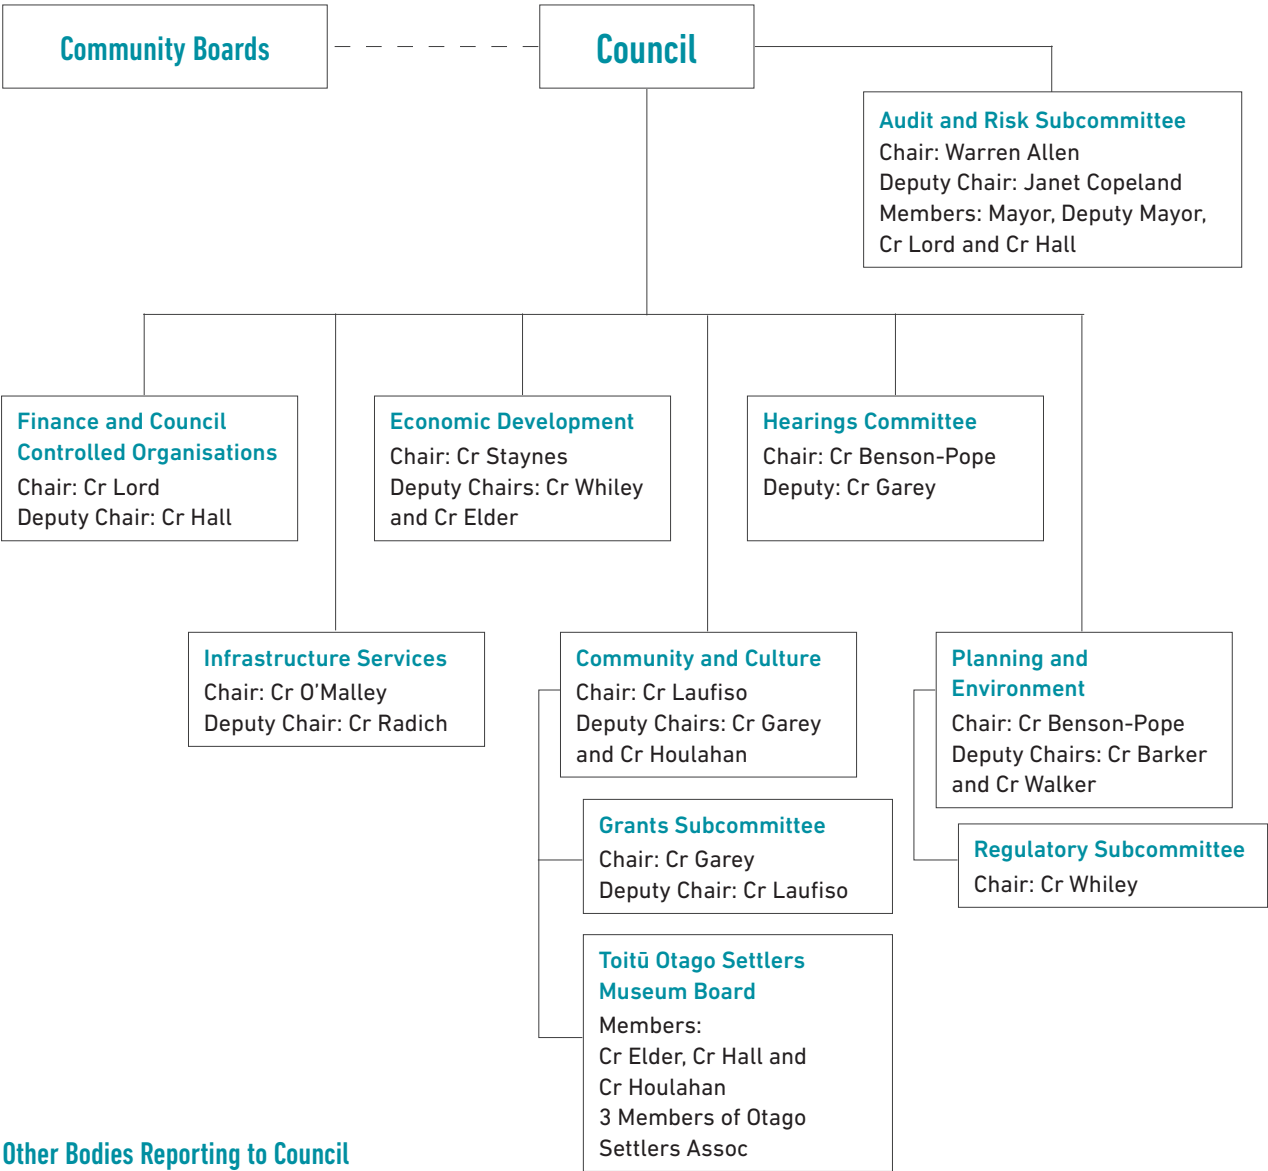 Community Boards
Council
Audit and Risk Subcommittee
Chair: Warren Allen
Deputy Chair: Janet Copeland
Members: Mayor, Deputy Mayor,
Cr Lord and Cr Hall
Finance and Council
Controlled Organisations
Chair: Cr Lord
Deputy Chair: Cr Hall
Economic Development
Chair: Cr Staynes
Deputy Chairs: Cr Whiley
and Cr Elder
Hearings Committee
Chair: Cr Benson-Pope
Deputy: Cr Garey
Infrastructure Services
Chair: Cr O’Malley
Deputy Chair: Cr Radich
Community and Culture
Chair: Cr Laufiso
Deputy Chairs: Cr Garey
and Cr Houlahan
Planning and
Environment
Chair: Cr Benson-Pope
Deputy Chairs: Cr Barker
and Cr Walker
Grants Subcommittee
Chair: Cr Garey
Deputy Chair: Cr Laufiso
Regulatory Subcommittee
Chair: Cr Whiley
Toitū Otago Settlers
Museum Board
Members:
Cr Elder, Cr Hall and
Cr Houlahan
3 Members of Otago
Settlers Assoc
Other Bodies Reporting to Council